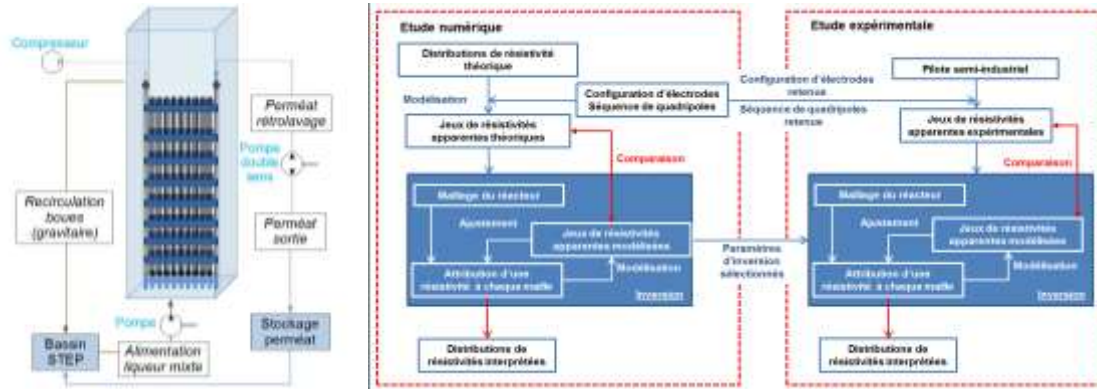 Compresseur
Perméat
rétrolavage
Pompe
double
sens
Recirculation
boues
(gravitaire)
Perméat
sortie
Pompe
Bassin
STEP
Alimentation
liqueur mixte
Stockage
perméat
Etude numérique
Distributions de résistivité
théorique
Modélisation
Configuration d'électrodes
Séquence de quadripoles
Jeux de résistivités
apparentes théoriques
Comparaison
Maillage du réacteur
Ajustement
Jeux de résistivités
apparentes modélisées
Modélisation
Attribution d'une
résistivité à chaque maille
Inversion
Distributions de
résistivités interprétées
Configuration d'électrodes
retenue
Séquence de quadripoles
retenue
Paramètres
d'inversion
sélectionnés
Etude expérimentale
Pilote semi-industriel
Jeux de résistivités
apparentes expérimentales
Comparaison
Maillage du réacteur
Ajustement
Jeux de résistivités
apparentes modélisées
Modélisation
Attribution d'une
résistivité à chaque maille
Inversion
Distributions de
résistivités interprétées